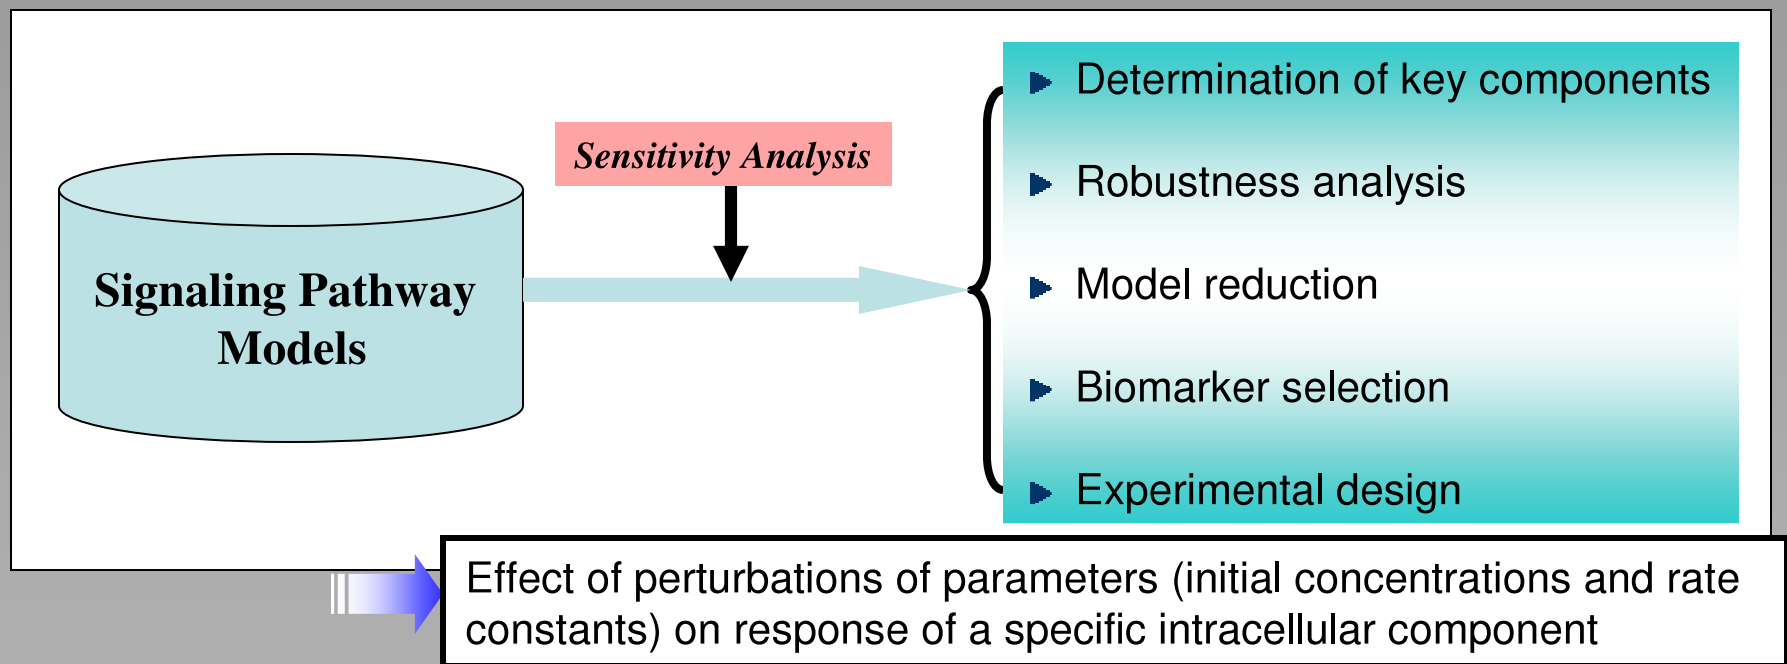 Sensitivity Analysis
Signaling Pathway
Models
Determination of key components
Robustness analysis
Model reduction
Biomarker selection
Experimental design
Effect of perturbations of parameters (initial concentrations and rate
constants) on response of a specific intracellular component